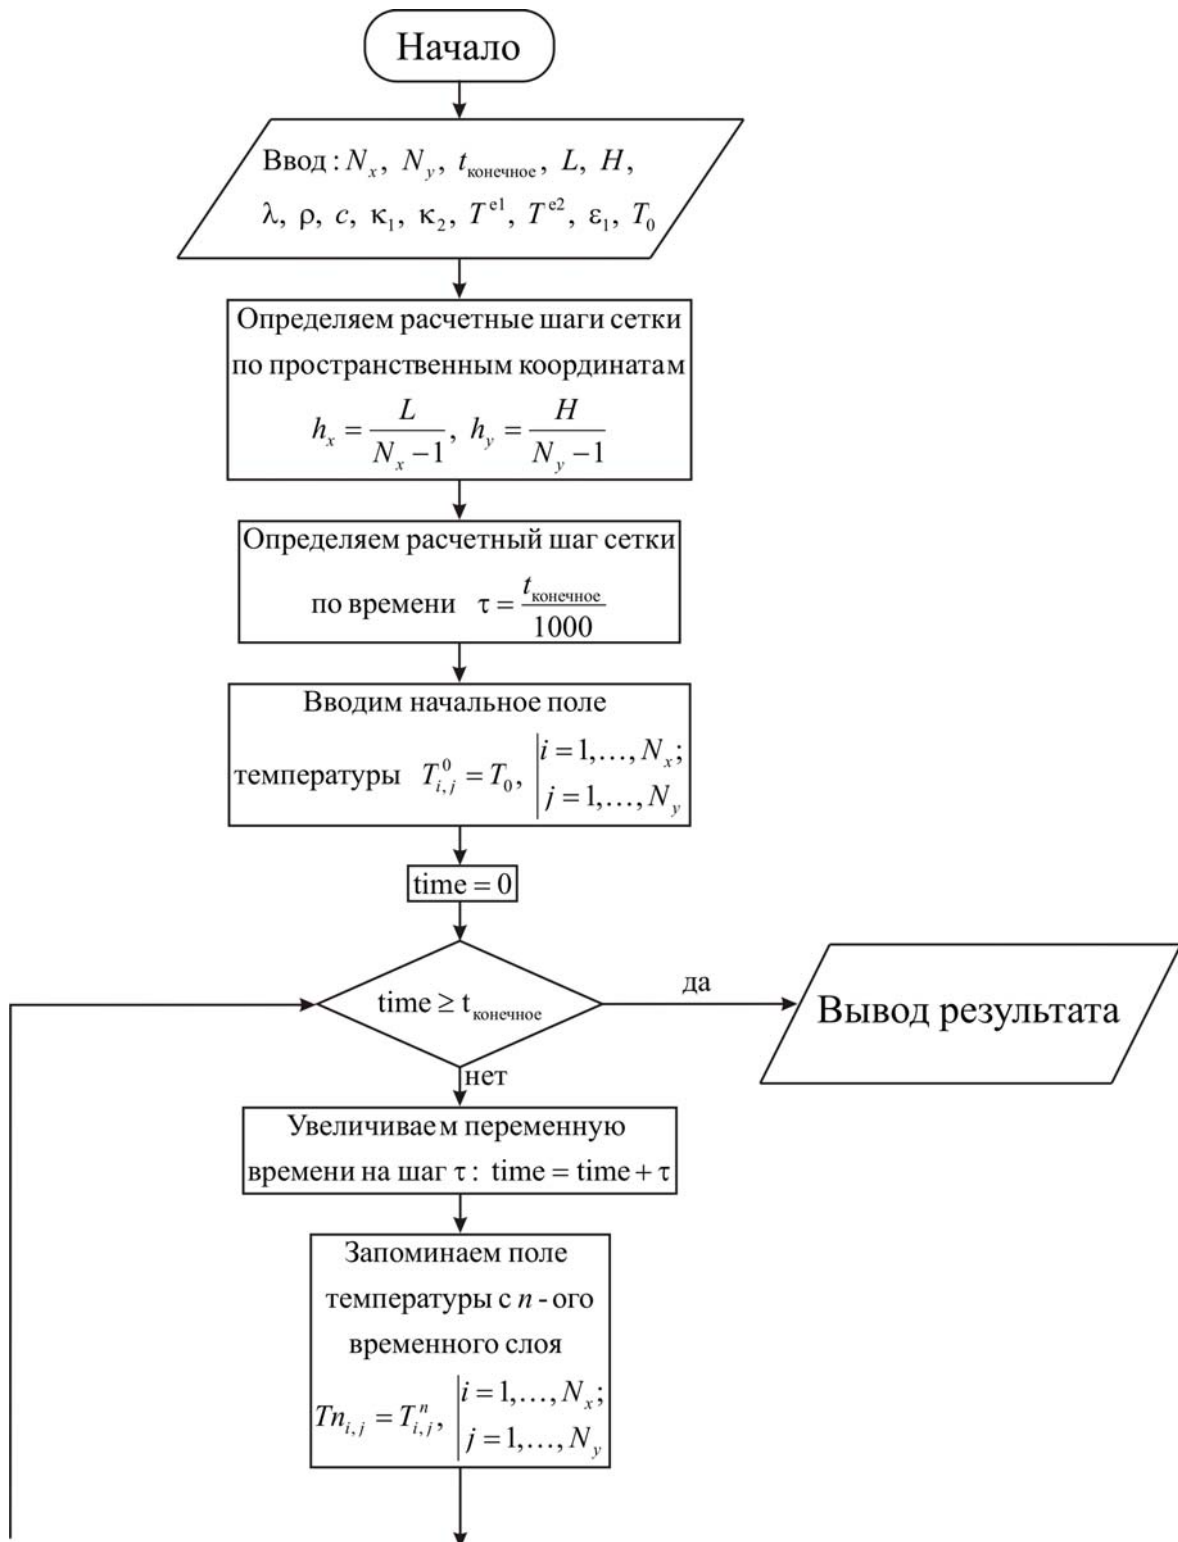 Начало
Ввод : N_x, N_y, t_конечное, L, H,
λ, ρ, c, κ_1, κ_2, T^e1, T^e2, ε_1, T_0
Определяем расчетные шаги сетки
по пространственным координатам
h_x = L / (N_x − 1), h_y = H / (N_y − 1)
Определяем расчетный шаг сетки
по времени τ = t_конечное / 1000
Вводим начальное поле
температуры T^0_{i,j} = T_0, | i = 1,…, N_x;
j = 1,…, N_y
time = 0
time ≥ t_конечное
да
Вывод результата
нет
Увеличиваем переменную
времени на шаг τ : time = time + τ
Запоминаем поле
температуры с n - ого
временного слоя
Tn_{i,j} = T^n_{i,j}, | i = 1,…, N_x;
j = 1,…, N_y